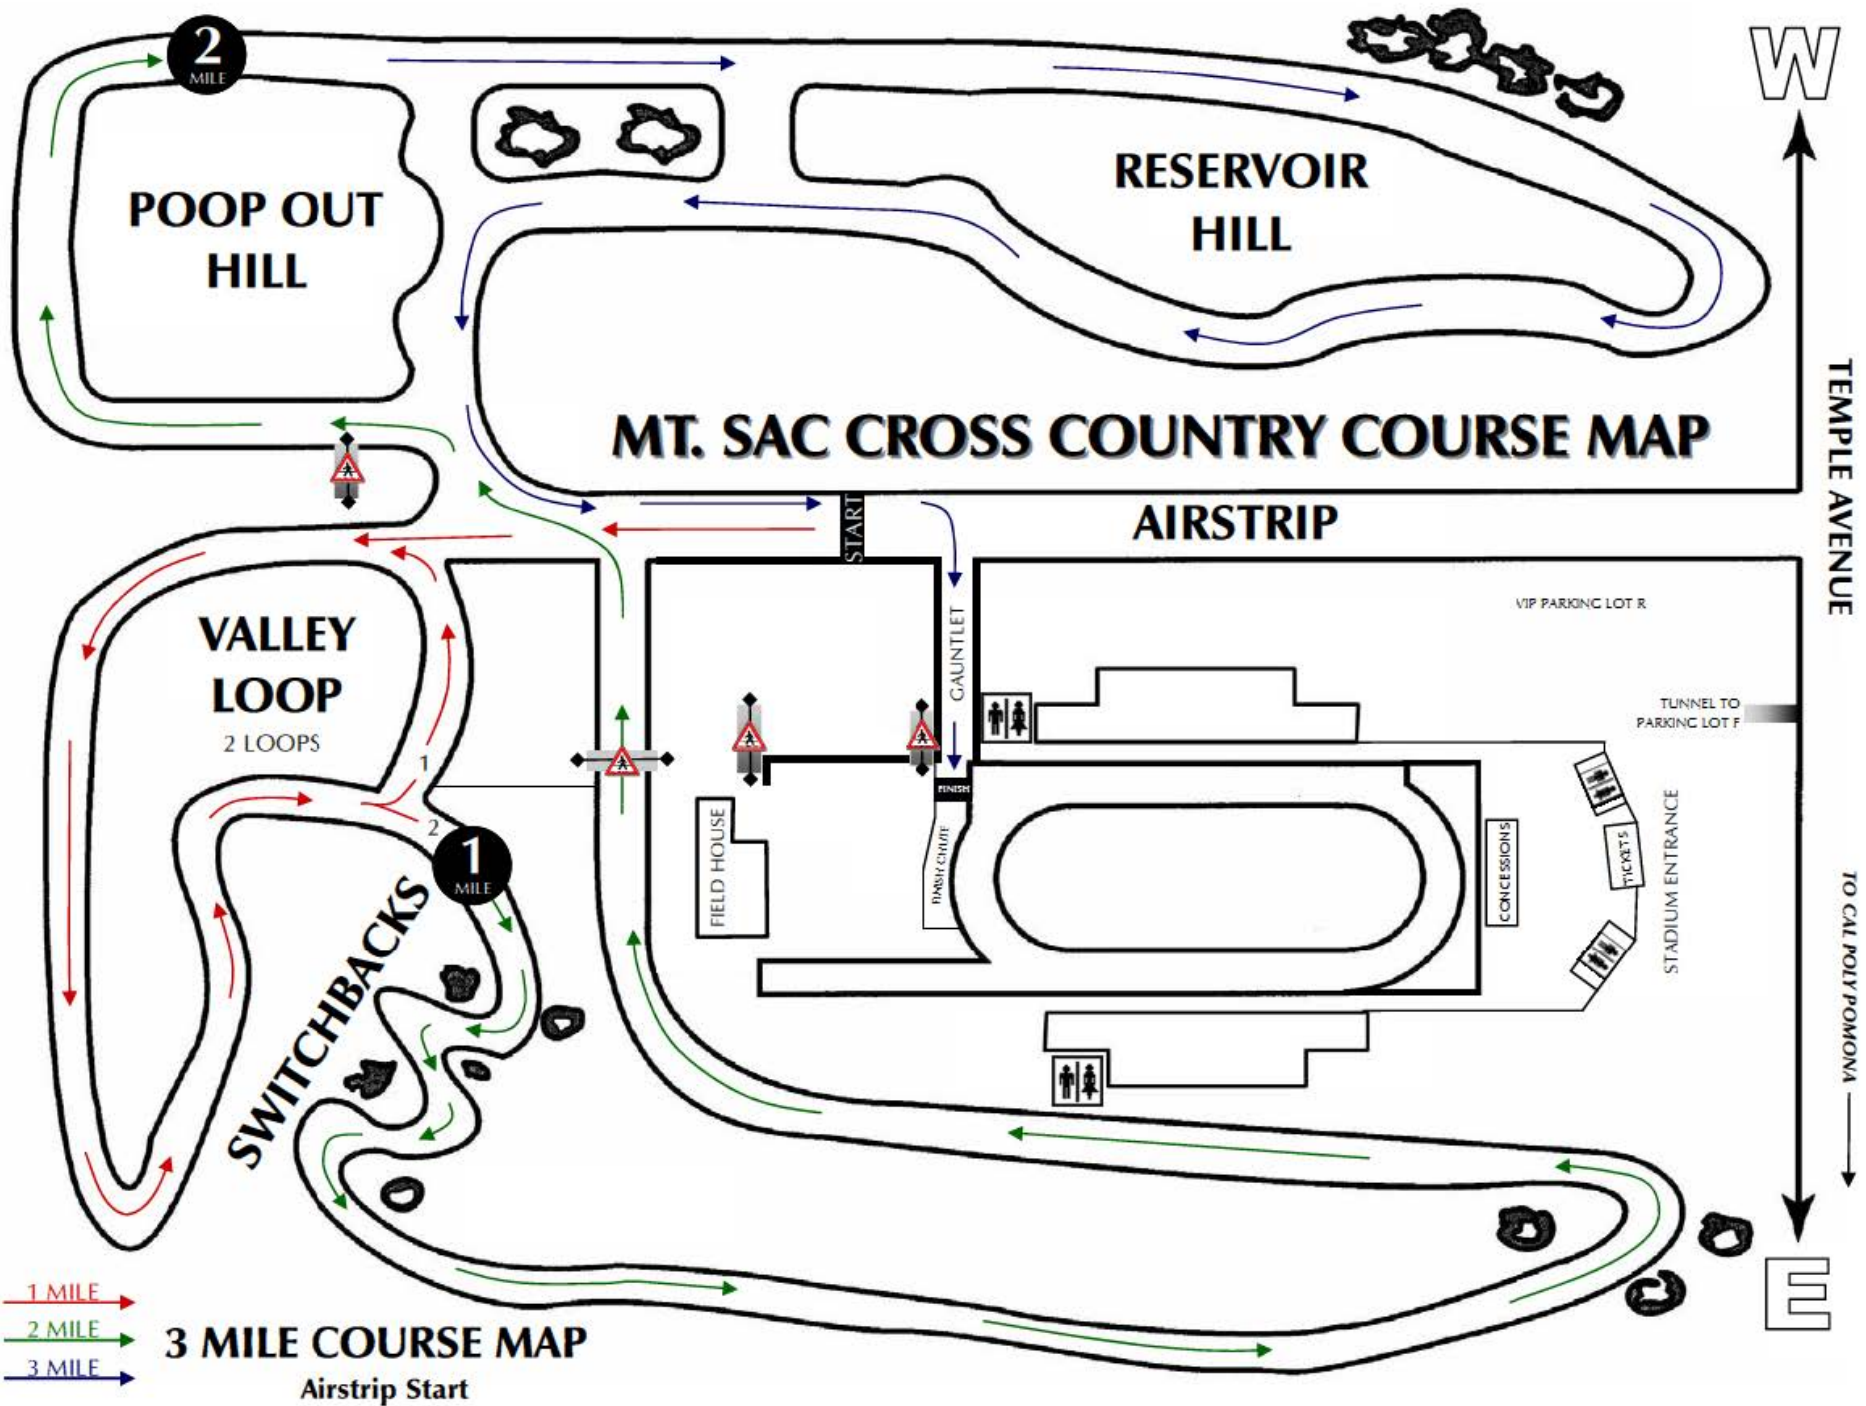 2
MILE
W
POOP OUT
HILL
RESERVOIR
HILL
MT. SAC CROSS COUNTRY COURSE MAP
TEMPLE AVENUE
START
AIRSTRIP
VALLEY
LOOP
2 LOOPS
GAUNTLET
VIP PARKING LOT R
TUNNEL TO
PARKING LOT F
1
2
1
MILE
FINISH
FINISH CHUTE
FIELD HOUSE
CONCESSIONS
TICKETS
STADIUM ENTRANCE
TO CAL POLY POMONA
SWITCHBACKS
E
1 MILE
2 MILE
3 MILE
3 MILE COURSE MAP
Airstrip Start